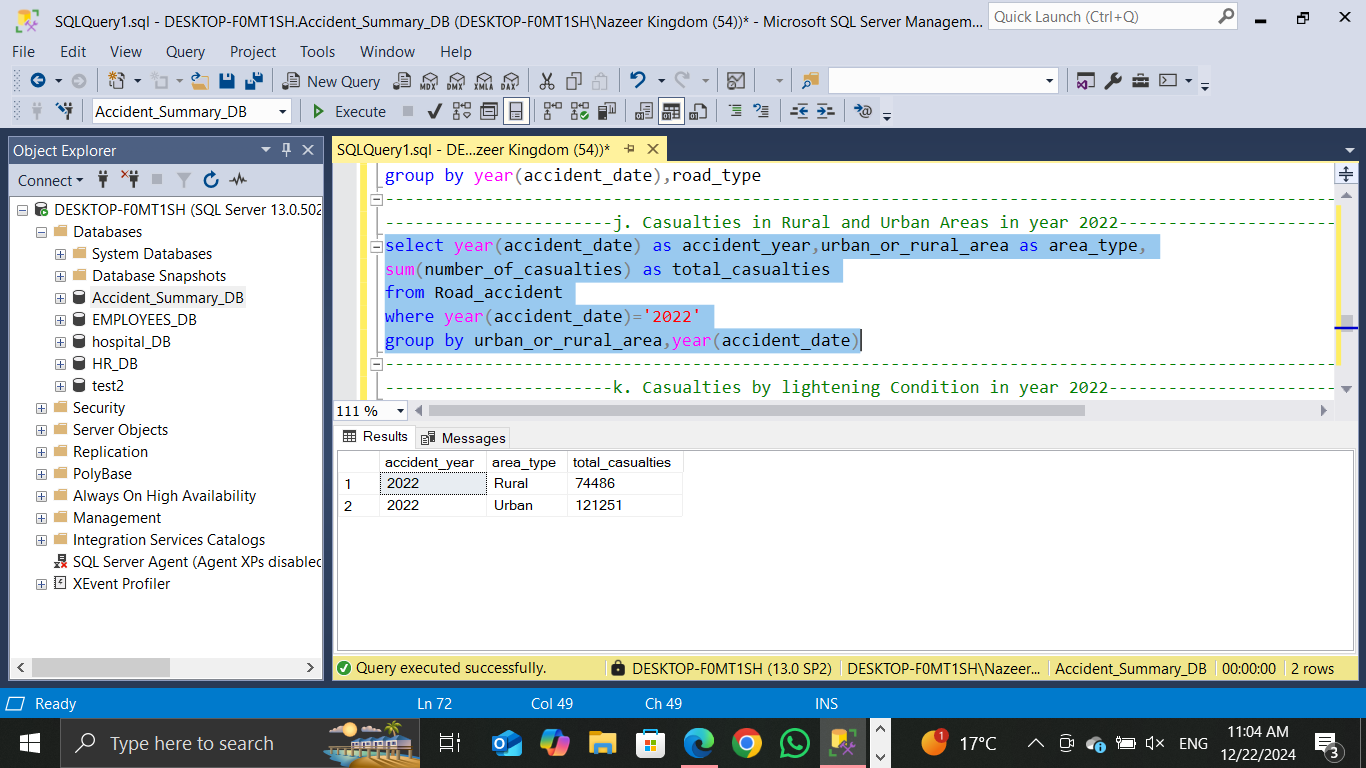 SQLQuery1.sql - DESKTOP-F0MT1SH.Accident_Summary_DB (DESKTOP-F0MT1SH\Nazeer Kingdom (54))* - Microsoft SQL Server Managem...
Quick Launch (Ctrl+Q)
File Edit View Query Project Tools Window Help
New Query MDX DMX XMLA DAX
Accident_Summary_DB Execute
Object Explorer
SQLQuery1.sql - DE...zeer Kingdom (54))*
Connect
DESKTOP-F0MT1SH (SQL Server 13.0.502
Databases
System Databases
Database Snapshots
Accident_Summary_DB
EMPLOYEES_DB
hospital_DB
HR_DB
test2
Security
Server Objects
Replication
PolyBase
Always On High Availability
Management
Integration Services Catalogs
SQL Server Agent (Agent XPs disabled
XEvent Profiler
group by year(accident_date),road_type
-----------------------j. Casualties in Rural and Urban Areas in year 2022----------------------
select year(accident_date) as accident_year,urban_or_rural_area as area_type,
sum(number_of_casualties) as total_casualties
from Road_accident
where year(accident_date)='2022'
group by urban_or_rural_area,year(accident_date)
-----------------------k. Casualties by lightening Condition in year 2022-----------------------
111 %
Results Messages
accident_year area_type total_casualties
1 2022 Rural 74486
2 2022 Urban 121251
Query executed successfully. DESKTOP-F0MT1SH (13.0 SP2) DESKTOP-F0MT1SH\Nazeer... Accident_Summary_DB 00:00:00 2 rows
Ready Ln 72 Col 49 Ch 49 INS
Type here to search
1 17°C ENG
11:04 AM
12/22/2024
3